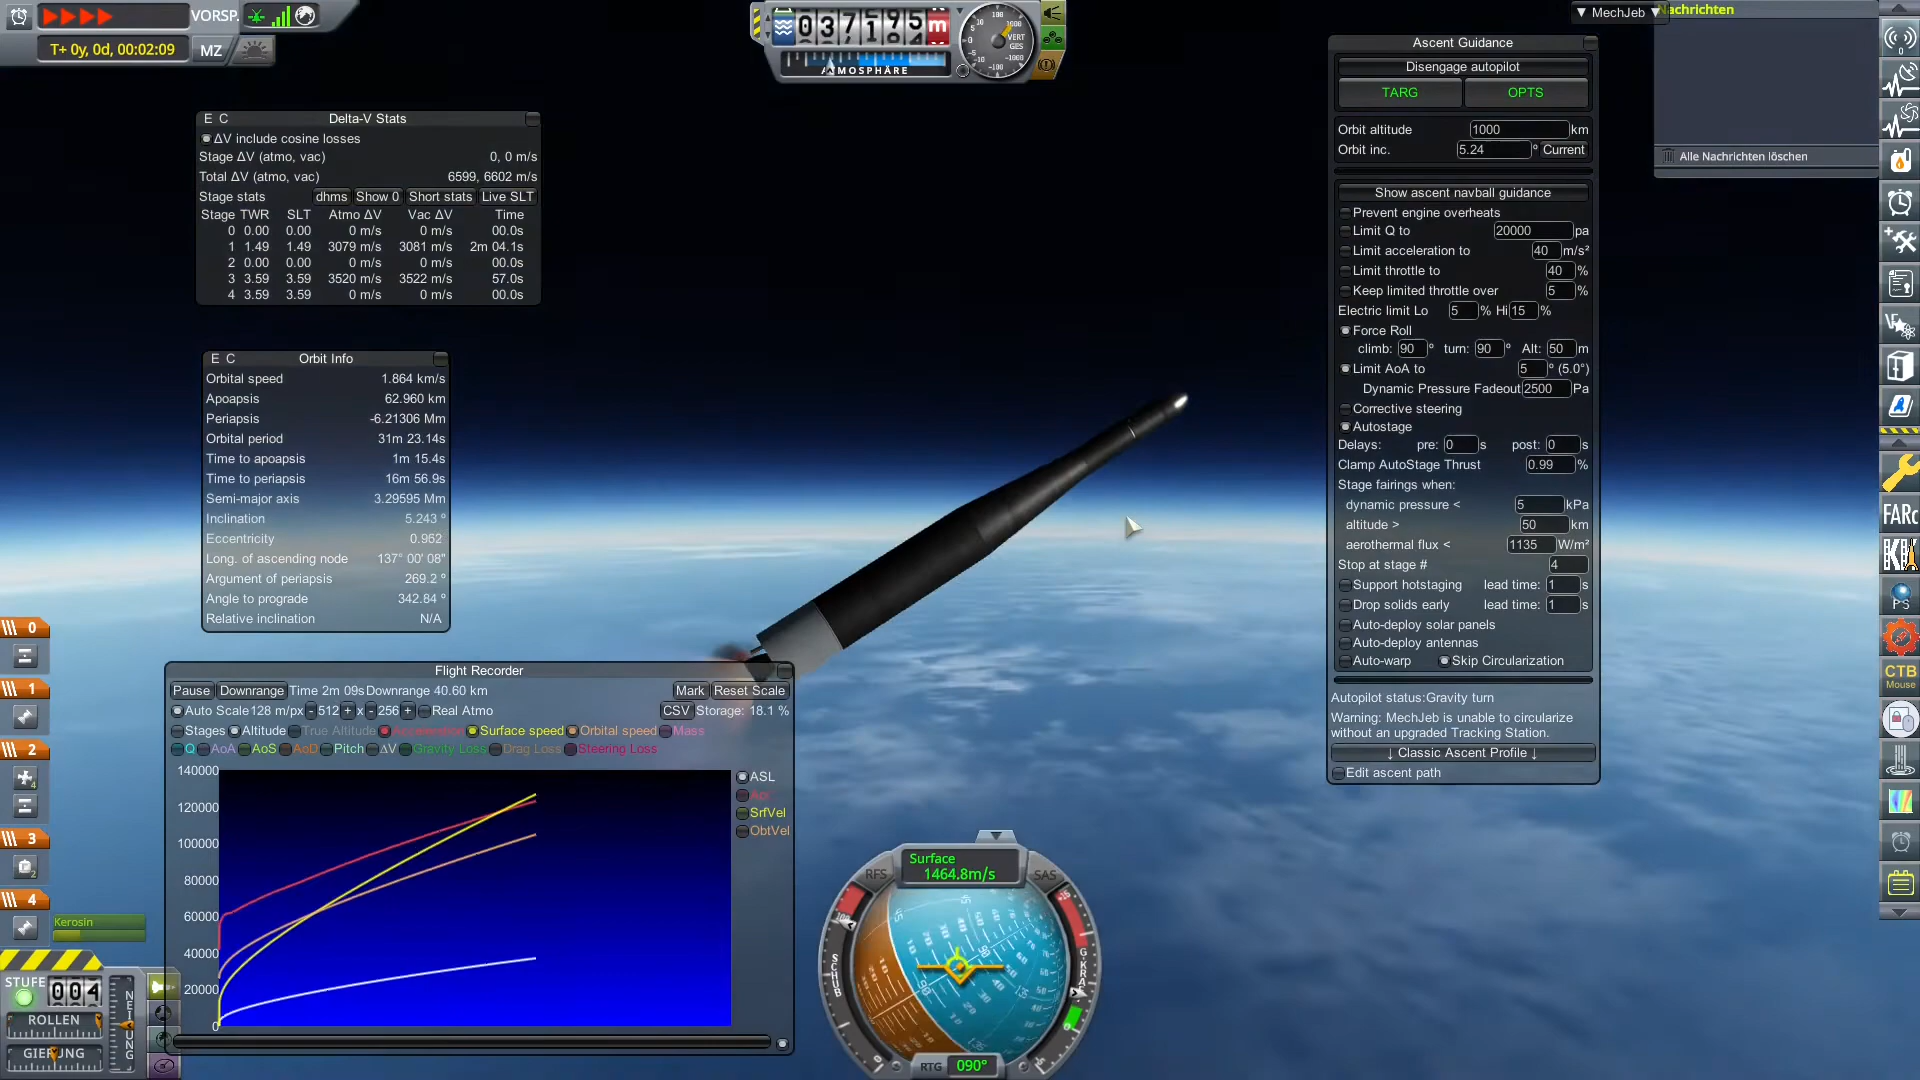 VORSP.
T+ 0y, 0d, 00:02:09
MZ
037195 m
ATMOSPHÄRE
VERT
GES
▼ MechJeb ▼
Nachrichten
Alle Nachrichten löschen
E C Delta-V Stats
ΔV include cosine losses
Stage ΔV (atmo, vac) 0, 0 m/s
Total ΔV (atmo, vac) 6599, 6602 m/s
Stage stats dhms Show 0 Short stats Live SLT
Stage TWR SLT Atmo ΔV Vac ΔV Time
0 0.00 0.00 0 m/s 0 m/s 00.0s
1 1.49 1.49 3079 m/s 3081 m/s 2m 04.1s
2 0.00 0.00 0 m/s 0 m/s 00.0s
3 3.59 3.59 3520 m/s 3522 m/s 57.0s
4 3.59 3.59 0 m/s 0 m/s 00.0s
E C Orbit Info
Orbital speed 1.864 km/s
Apoapsis 62.960 km
Periapsis -6.21306 Mm
Orbital period 31m 23.14s
Time to apoapsis 1m 15.4s
Time to periapsis 16m 56.9s
Semi-major axis 3.29595 Mm
Inclination 5.243 º
Eccentricity 0.962
Long. of ascending node 137° 00' 08"
Argument of periapsis 269.2 º
Angle to prograde 342.84 º
Relative inclination N/A
Ascent Guidance
Disengage autopilot
TARG OPTS
Orbit altitude 1000 km
Orbit inc. 5.24 º Current
Show ascent navball guidance
Prevent engine overheats
Limit Q to 20000 pa
Limit acceleration to 40 m/s²
Limit throttle to 40 %
Keep limited throttle over 5 %
Electric limit Lo 5 % Hi 15 %
Force Roll
climb: 90 º turn: 90 º Alt: 50 m
Limit AoA to 5 º (5.0°)
Dynamic Pressure Fadeout 2500 Pa
Corrective steering
Autostage
Delays: pre: 0 s post: 0 s
Clamp AutoStage Thrust 0.99 %
Stage fairings when:
dynamic pressure < 5 kPa
altitude > 50 km
aerothermal flux < 1135 W/m²
Stop at stage # 4
Support hotstaging lead time: 1 s
Drop solids early lead time: 1 s
Auto-deploy solar panels
Auto-deploy antennas
Auto-warp Skip Circularization
Autopilot status:Gravity turn
Warning: MechJeb is unable to circularize
without an upgraded Tracking Station.
↓ Classic Ascent Profile ↓
Edit ascent path
Flight Recorder
Pause Downrange Time 2m 09s Downrange 40.60 km Mark Reset Scale
Auto Scale 128 m/px - 512 + x - 256 + Real Atmo CSV Storage: 18.1 %
Stages Altitude True Altitude Acceleration Surface speed Orbital speed Mass
Q AoA AoS AoD Pitch ΔV Gravity Loss Drag Loss Steering Loss
140000
120000
100000
80000
60000
40000
20000
0
ASL
Acc
SrfVel
ObtVel
0
1
2
4
3
2
4
Kerosin
STUFE 004
ROLLEN
GIERUNG
NEIGUNG
Surface
1464.8m/s
RFS SAS
SCHUB
G-KRAFT
RTG 090°
0
FARc
KK
PS
CTB
Mouse